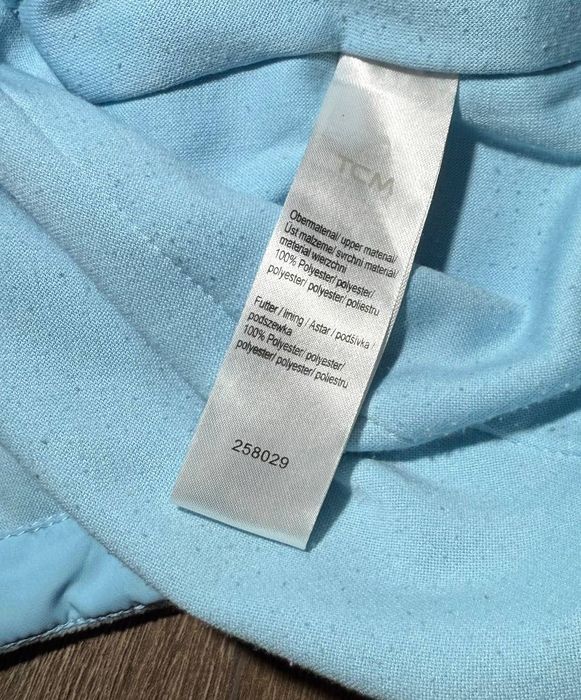 TCM
Obermaterial/ upper material/
Üst malzeme/ svrchni materiál/
materiał wierzchni
100% Polyester/ polyester/
polyester/ polyester/ poliestru
Futter / lining / Astar / podšívka /
podszewka
100% Polyester/ polyester/
polyester/ polyester/ poliestru
258029